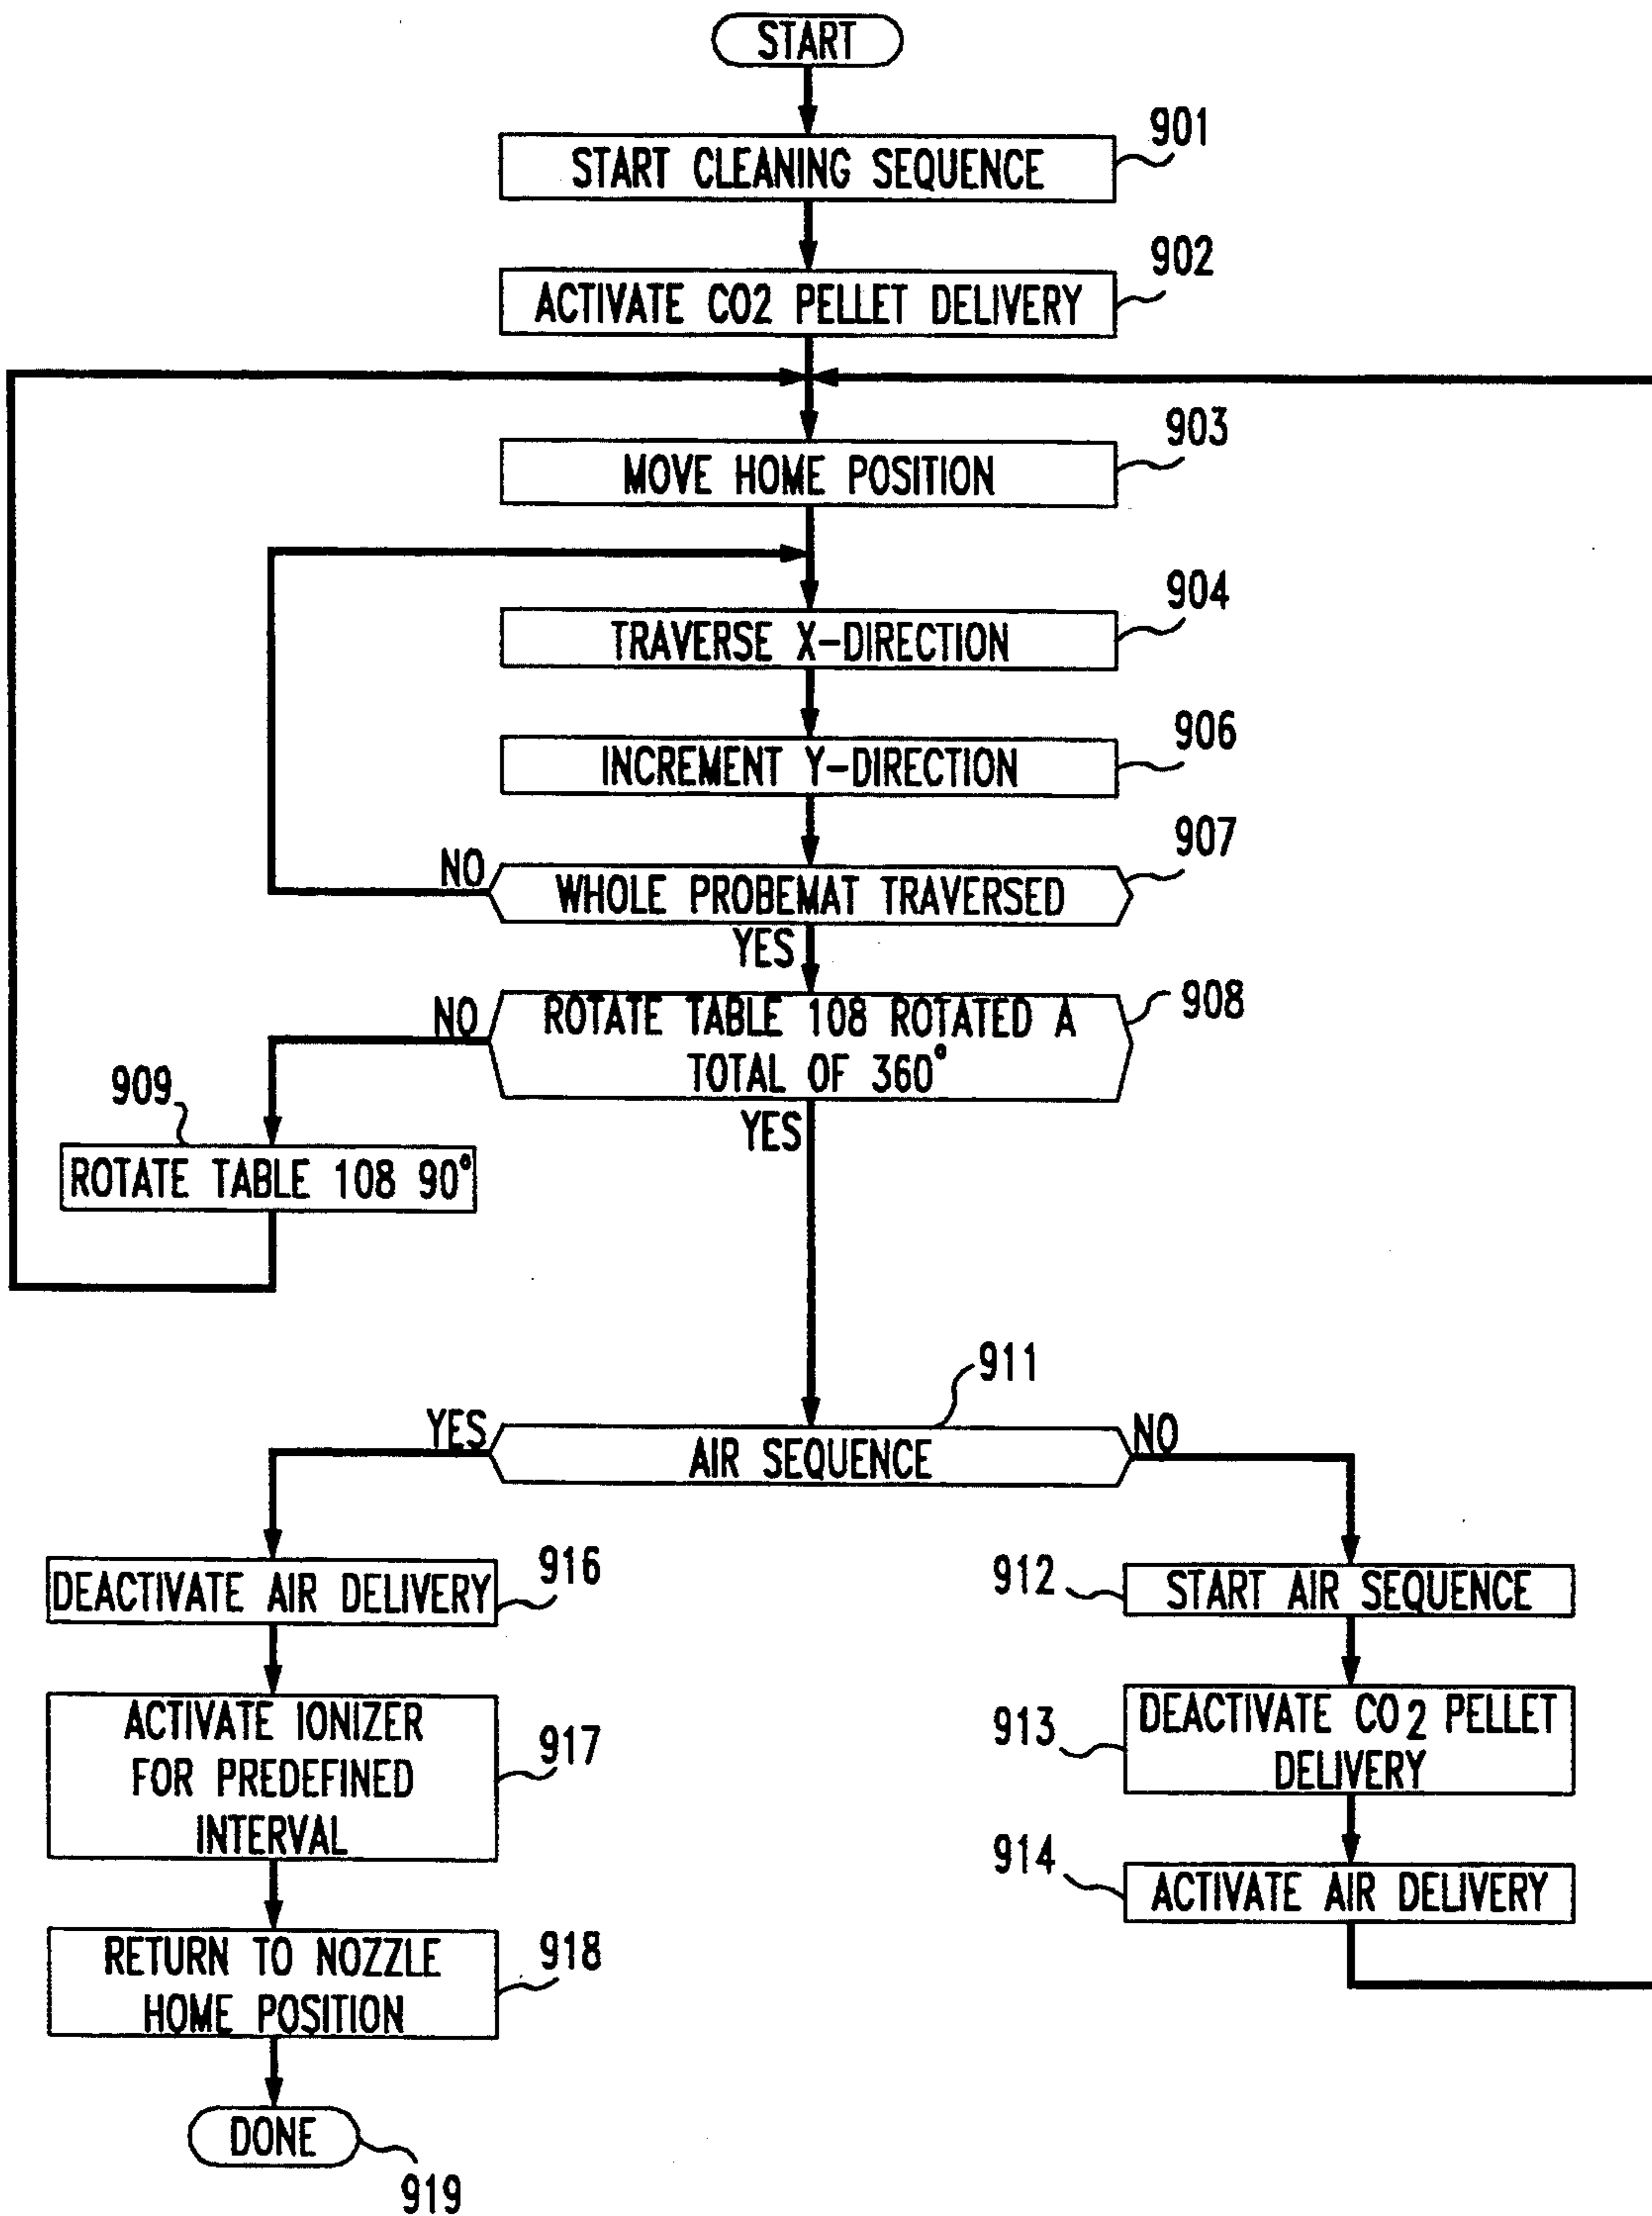 START
START CLEANING SEQUENCE
901
ACTIVATE CO2 PELLET DELIVERY
902
MOVE HOME POSITION
903
TRAVERSE X-DIRECTION
904
INCREMENT Y-DIRECTION
906
NO
WHOLE PROBEMAT TRAVERSED
907
YES
NO
ROTATE TABLE 108 ROTATED A
TOTAL OF 360°
908
YES
909
ROTATE TABLE 108 90°
911
YES
AIR SEQUENCE
NO
DEACTIVATE AIR DELIVERY
916
ACTIVATE IONIZER
FOR PREDEFINED
INTERVAL
917
RETURN TO NOZZLE
HOME POSITION
918
DONE
919
912
START AIR SEQUENCE
913
DEACTIVATE CO2 PELLET
DELIVERY
914
ACTIVATE AIR DELIVERY